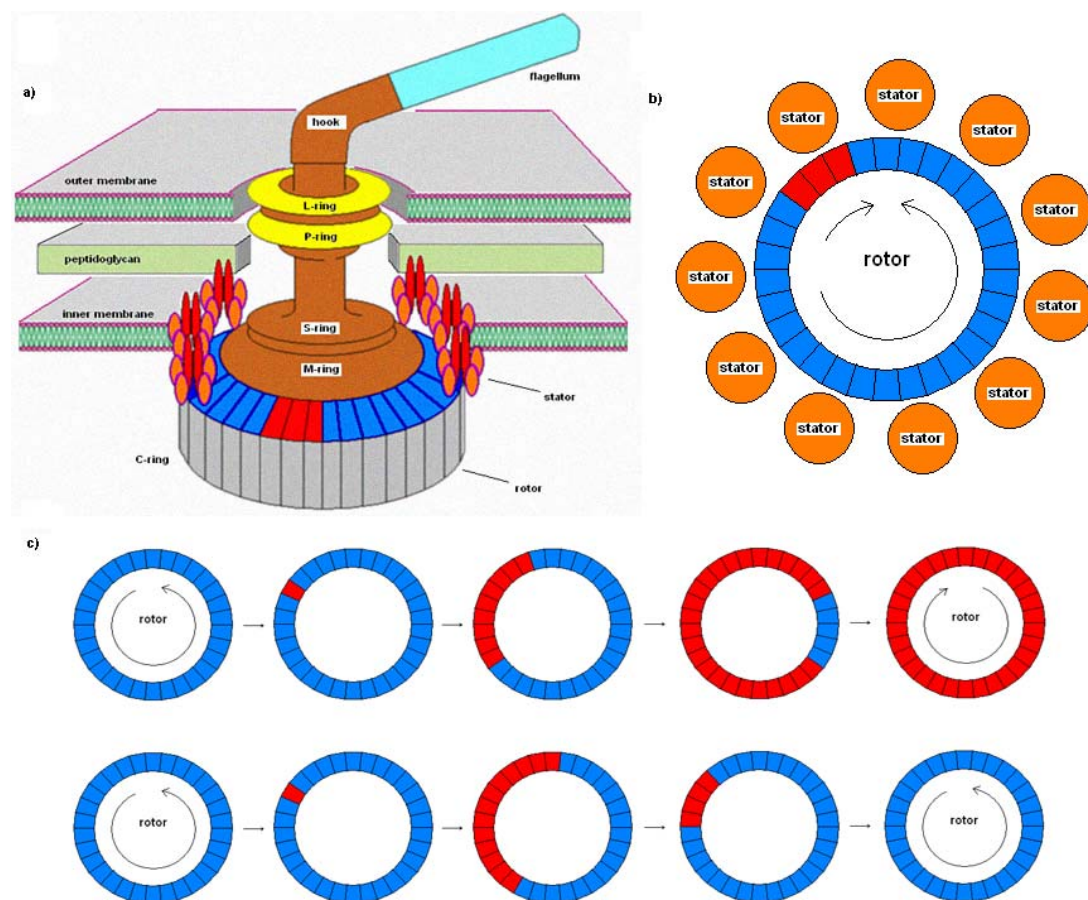 a)
flagellum
hook
outer membrane
L-ring
P-ring
peptidoglycan
inner membrane
S-ring
M-ring
stator
C-ring
rotor
b)
stator
stator
stator
stator
stator
stator
rotor
stator
stator
stator
stator
stator
c)
rotor
rotor
rotor
rotor